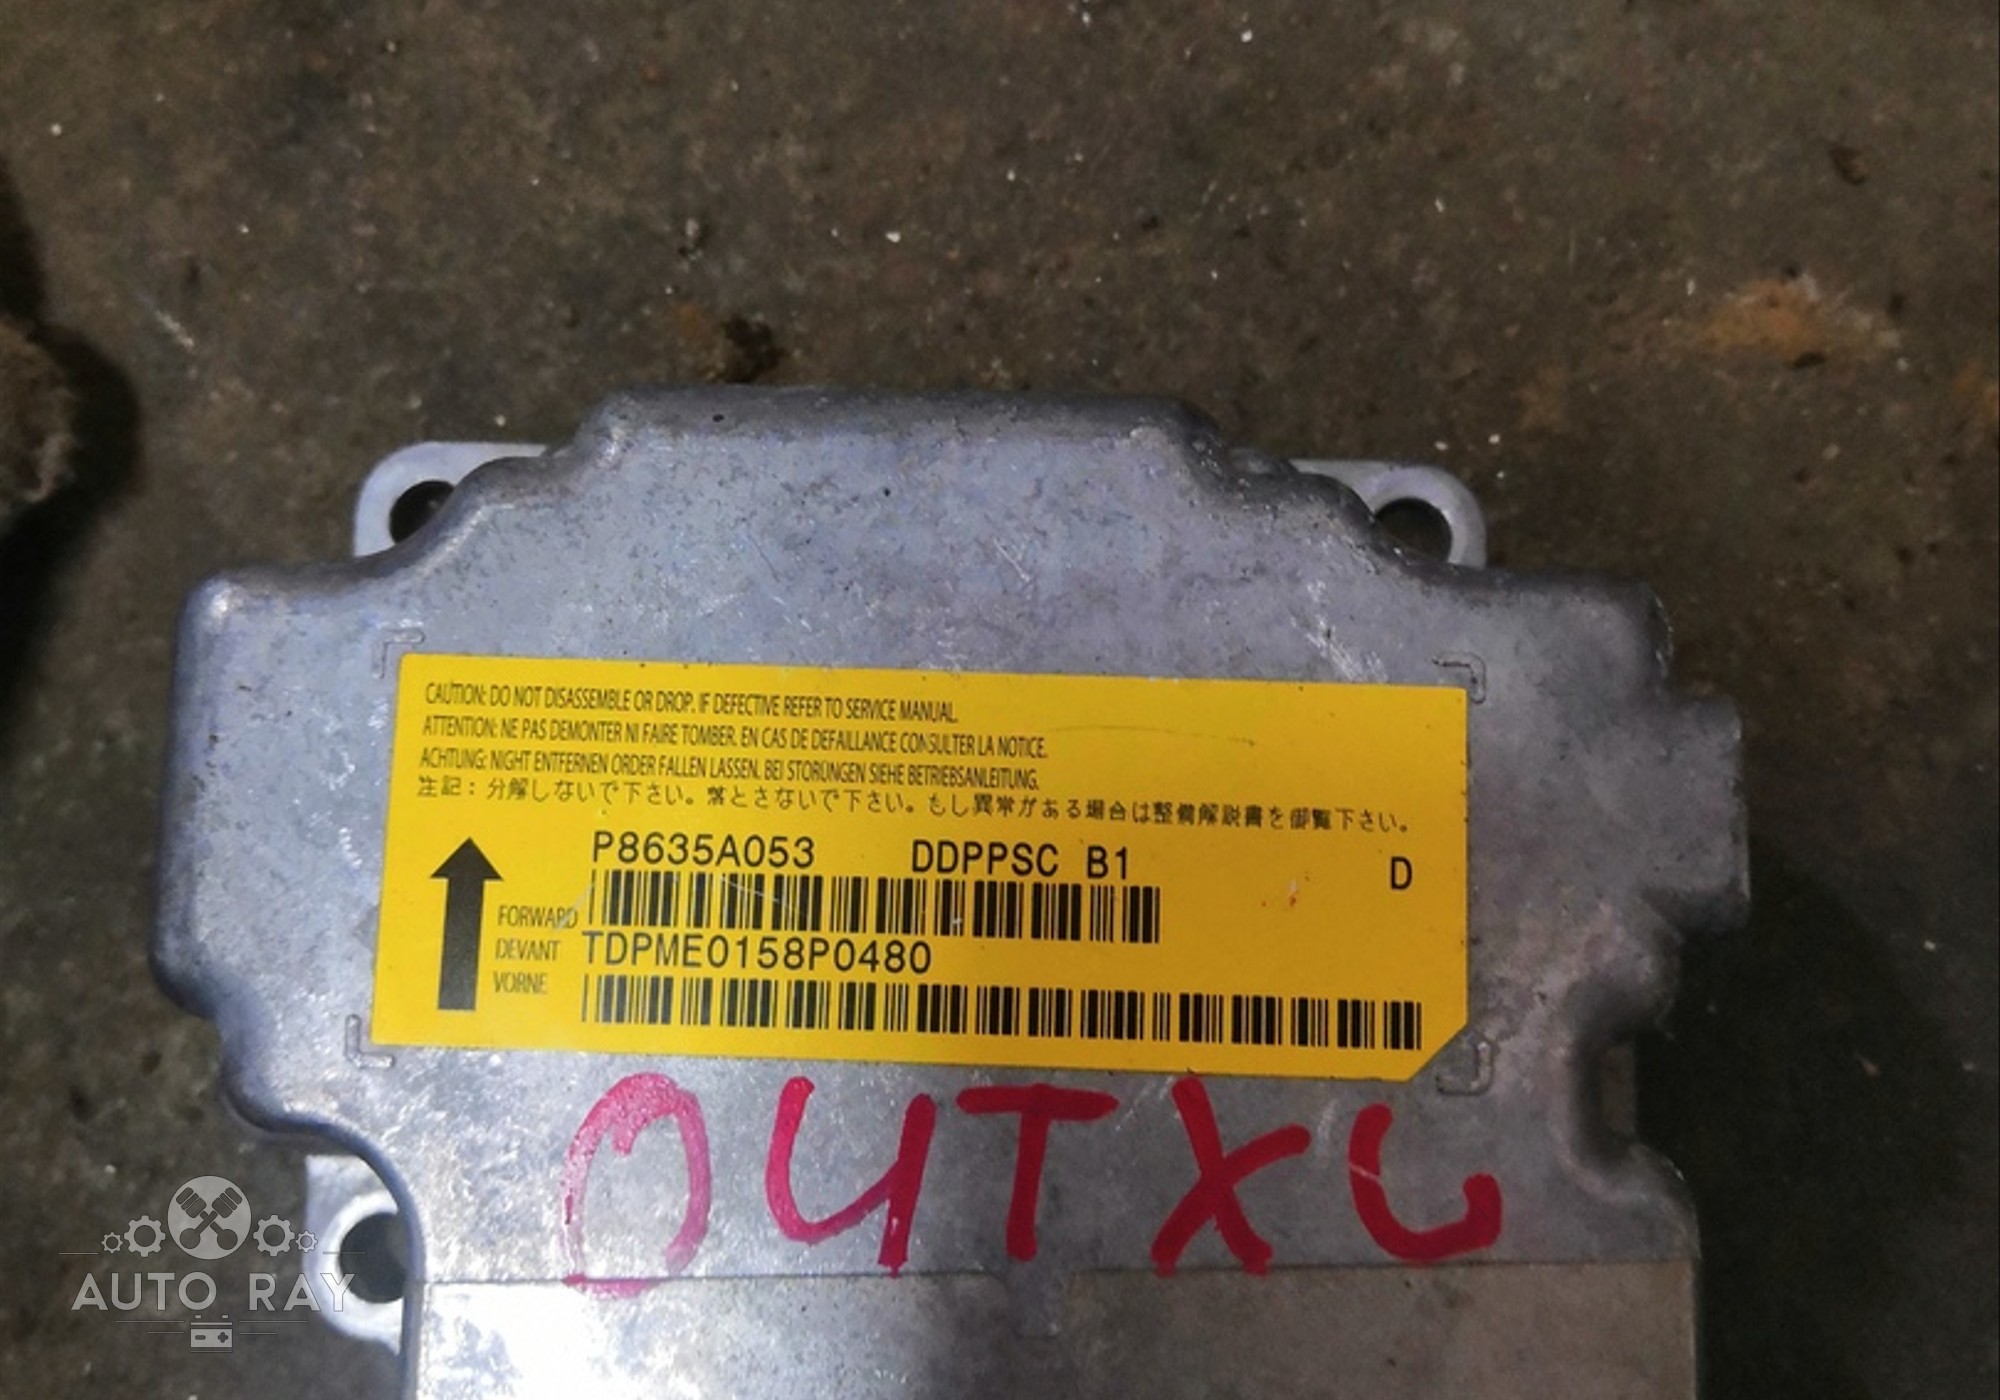 CAUTION: DO NOT DISASSEMBLE OR DROP. IF DEFECTIVE REFER TO SERVICE MANUAL.
ATTENTION: NE PAS DEMONTER NI FAIRE TOMBER. EN CAS DE DEFAILLANCE CONSULTER LA NOTICE.
ACHTUNG: NIGHT ENTFERNEN ORDER FALLEN LASSEN. BEI STORUNGEN SIEHE BETRIEBSANLEITUNG.
注記：分解しないで下さい。落とさないで下さい。もし異常がある場合は整備解説書を御覧下さい。
P8635A053 DDPPSC B1 D
FORWARD
DEVANT TDPME0158P0480
VORNE
OUTXL
AUTO RAY